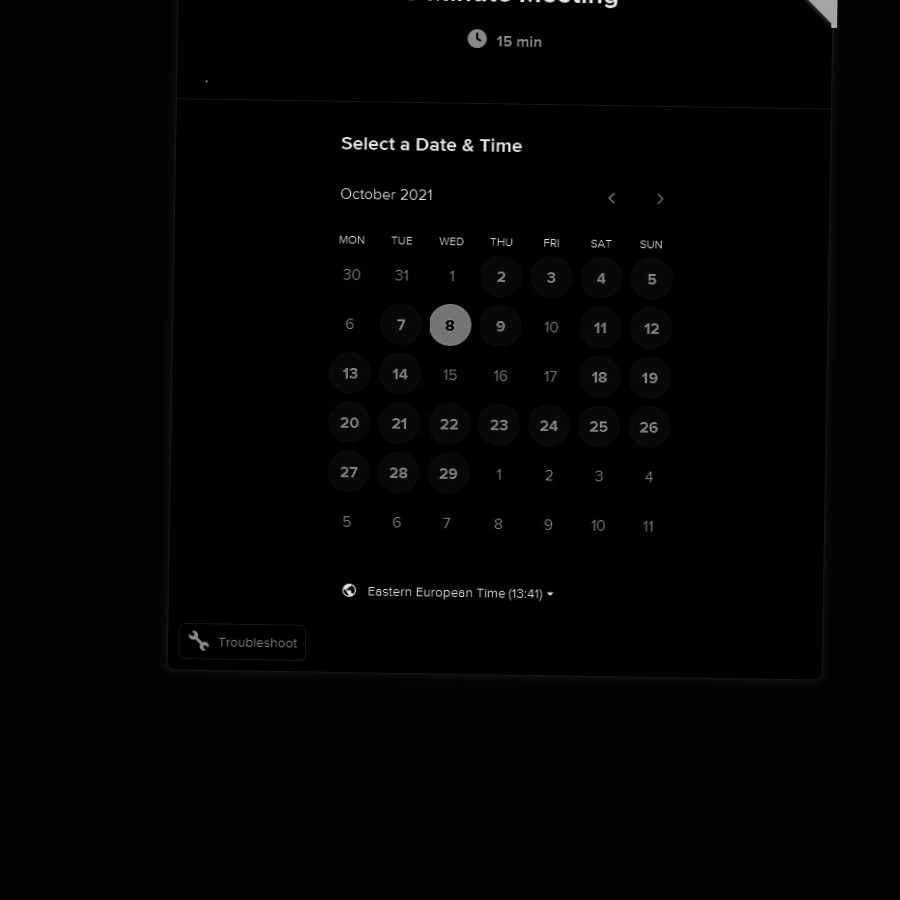 Meeting
15 min
.
Select a Date & Time
October 2021
MON TUE WED THU FRI SAT SUN
30 31 1 2 3 4 5
6 7 8 9 10 11 12
13 14 15 16 17 18 19
20 21 22 23 24 25 26
27 28 29 1 2 3 4
5 6 7 8 9 10 11
Eastern European Time (13:41)
Troubleshoot